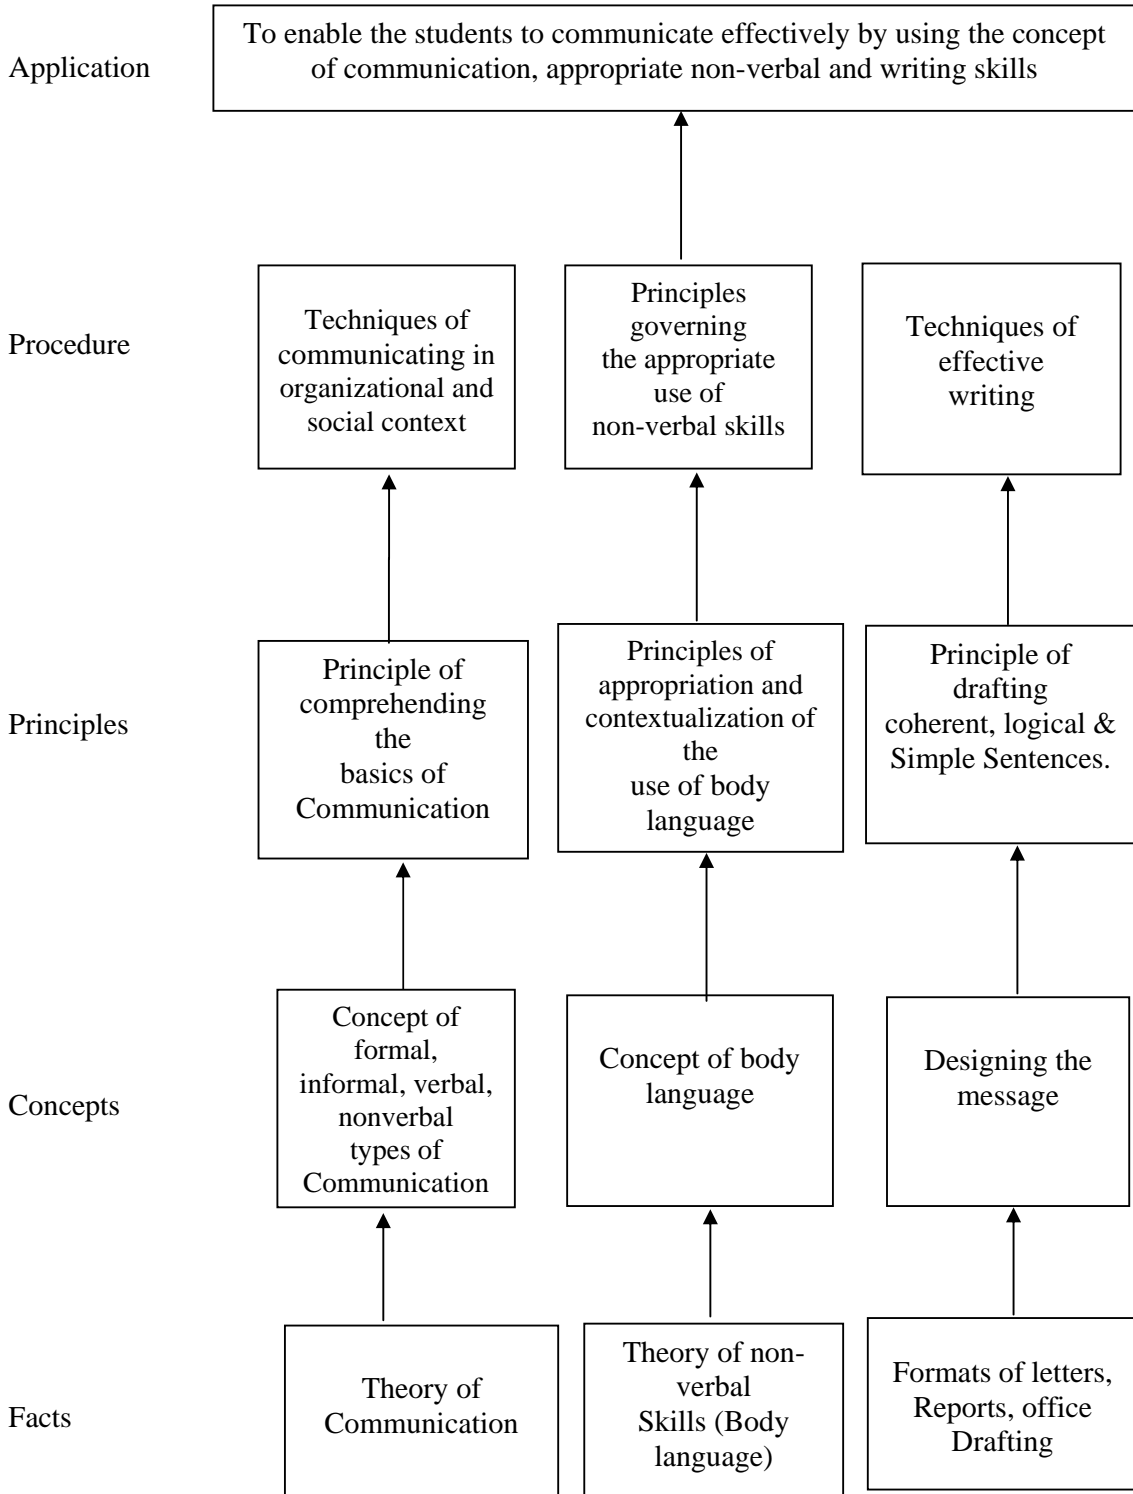 Application
To enable the students to communicate effectively by using the concept
of communication, appropriate non-verbal and writing skills
Procedure
Techniques of
communicating in
organizational and
social context
Principles
governing
the appropriate
use of
non-verbal skills
Techniques of
effective
writing
Principles
Principle of
comprehending
the
basics of
Communication
Principles of
appropriation and
contextualization of
the
use of body
language
Principle of
drafting
coherent, logical &
Simple Sentences.
Concepts
Concept of
formal,
informal, verbal,
nonverbal
types of
Communication
Concept of body
language
Designing the
message
Facts
Theory of
Communication
Theory of non-
verbal
Skills (Body
language)
Formats of letters,
Reports, office
Drafting